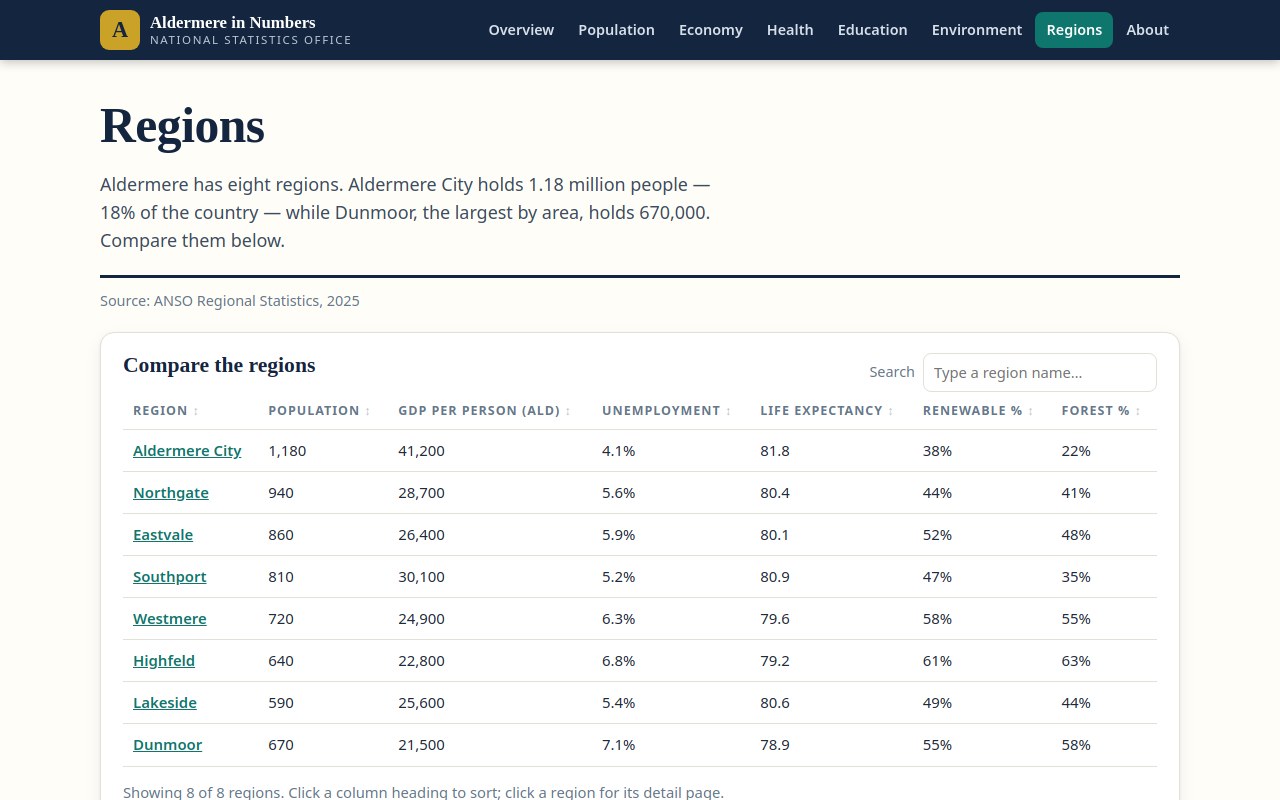 A
Aldermere in Numbers
NATIONAL STATISTICS OFFICE
Overview Population Economy Health Education Environment Regions About
Regions
Aldermere has eight regions. Aldermere City holds 1.18 million people —
18% of the country — while Dunmoor, the largest by area, holds 670,000.
Compare them below.
Source: ANSO Regional Statistics, 2025
Compare the regions
Search Type a region name...
REGION ↕ POPULATION ↕ GDP PER PERSON (ALD) ↕ UNEMPLOYMENT ↕ LIFE EXPECTANCY ↕ RENEWABLE % ↕ FOREST % ↕
Aldermere City 1,180 41,200 4.1% 81.8 38% 22%
Northgate 940 28,700 5.6% 80.4 44% 41%
Eastvale 860 26,400 5.9% 80.1 52% 48%
Southport 810 30,100 5.2% 80.9 47% 35%
Westmere 720 24,900 6.3% 79.6 58% 55%
Highfeld 640 22,800 6.8% 79.2 61% 63%
Lakeside 590 25,600 5.4% 80.6 49% 44%
Dunmoor 670 21,500 7.1% 78.9 55% 58%
Showing 8 of 8 regions. Click a column heading to sort; click a region for its detail page.